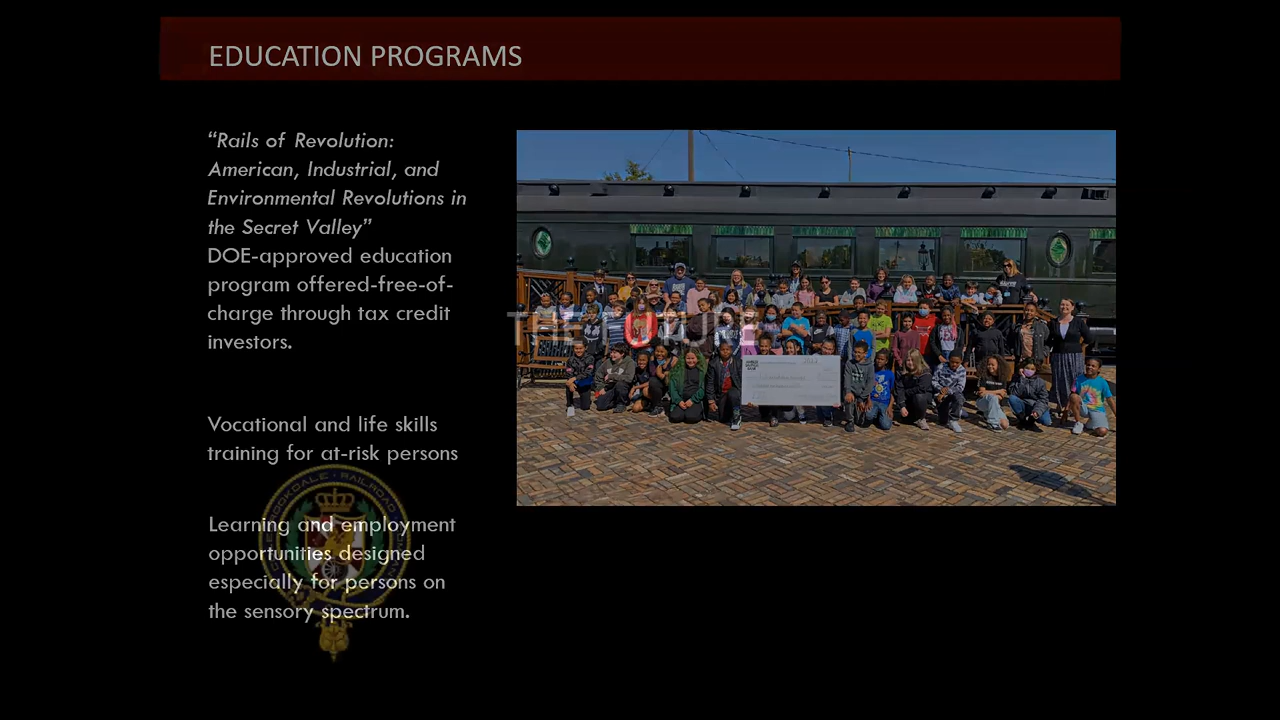 EDUCATION PROGRAMS
“Rails of Revolution:
American, Industrial, and
Environmental Revolutions in
the Secret Valley”
DOE-approved education
program offered-free-of-
charge through tax credit
investors.
THE FUTURE
Vocational and life skills
training for at-risk persons
Learning and employment
opportunities designed
especially for persons on
the sensory spectrum.